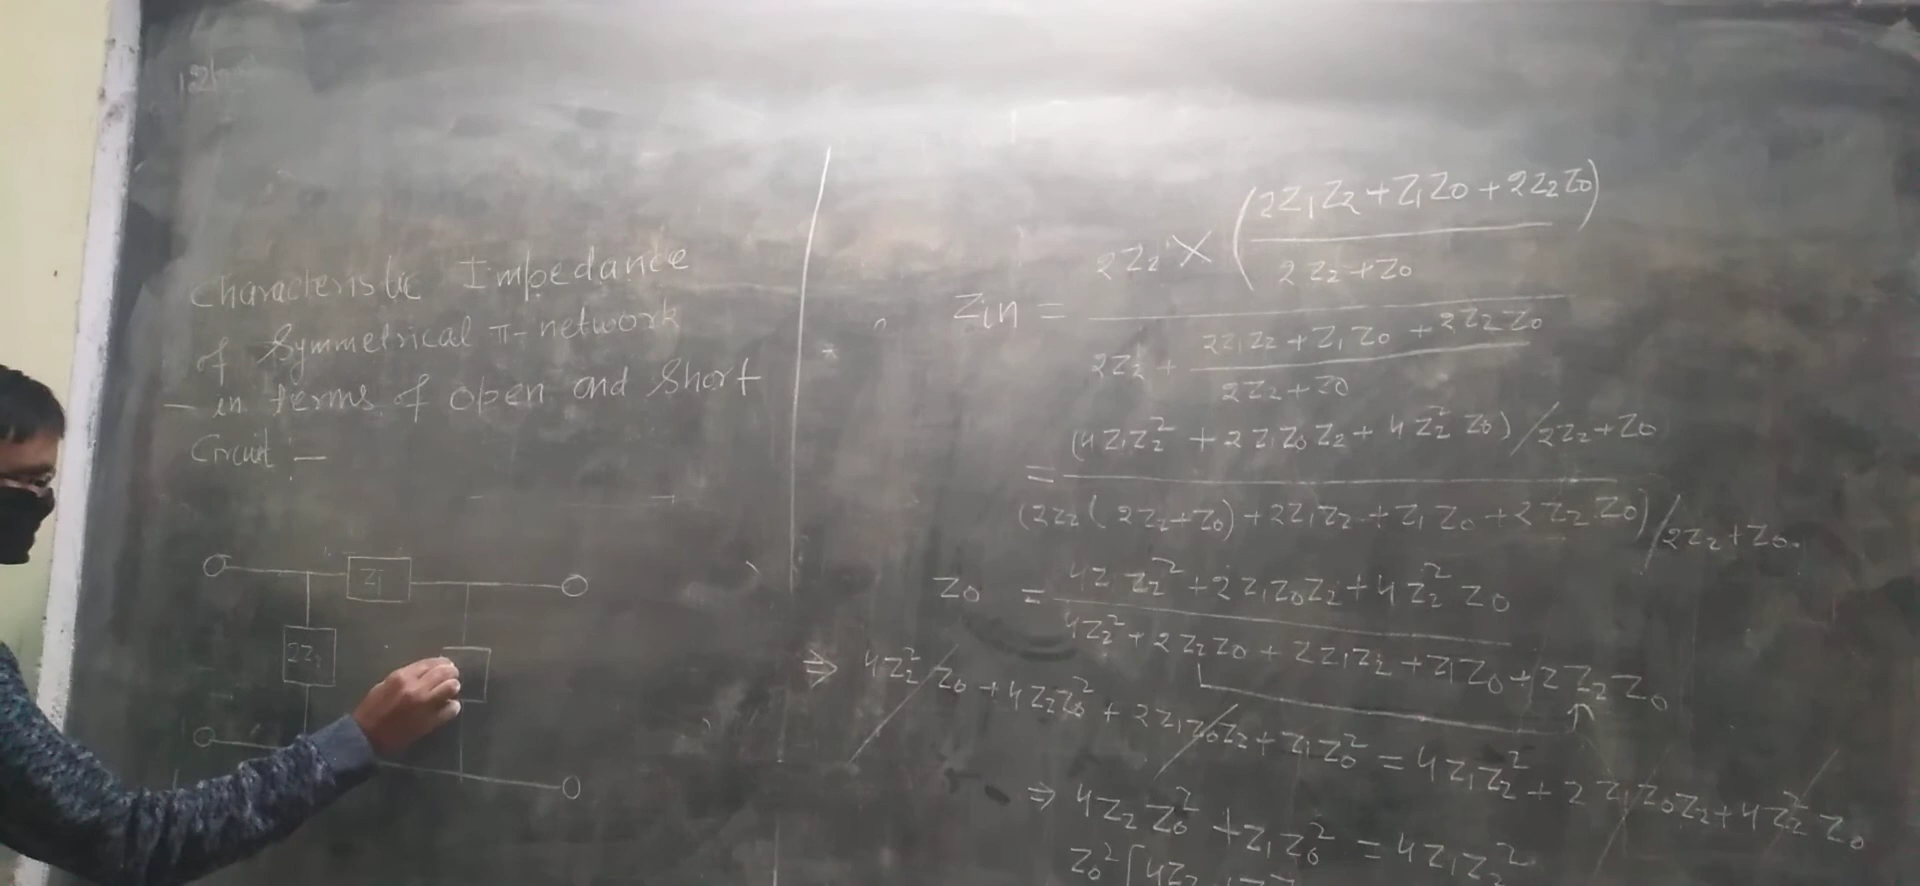 Characteristic Impedance
of Symmetrical π-network
- in terms of open and Short
Circuit :-
Z1
2Z2
Zin = 2Z2 × ((2Z1Z2 + Z1Z0 + 2Z2Z0) / (2Z2 + Z0))
2Z2 + (2Z1Z2 + Z1Z0 + 2Z2Z0) / (2Z2 + Z0)
= (4Z1Z2² + 2Z1Z0Z2 + 4Z2²Z0) / 2Z2 + Z0
(2Z2(2Z2 + Z0) + 2Z1Z2 + Z1Z0 + 2Z2Z0) / 2Z2 + Z0
Z0 = 4Z1Z2² + 2Z1Z0Z2 + 4Z2²Z0
4Z2² + 2Z2Z0 + 2Z1Z2 + Z1Z0 + 2Z2Z0
⇒ 4Z2²Z0 + 4Z2Z0² + 2Z1Z0Z2 + Z1Z0² = 4Z1Z2² + 2Z1Z0Z2 + 4Z2²Z0
⇒ 4Z2Z0² + Z1Z0² = 4Z1Z2²
Z0² [4Z2